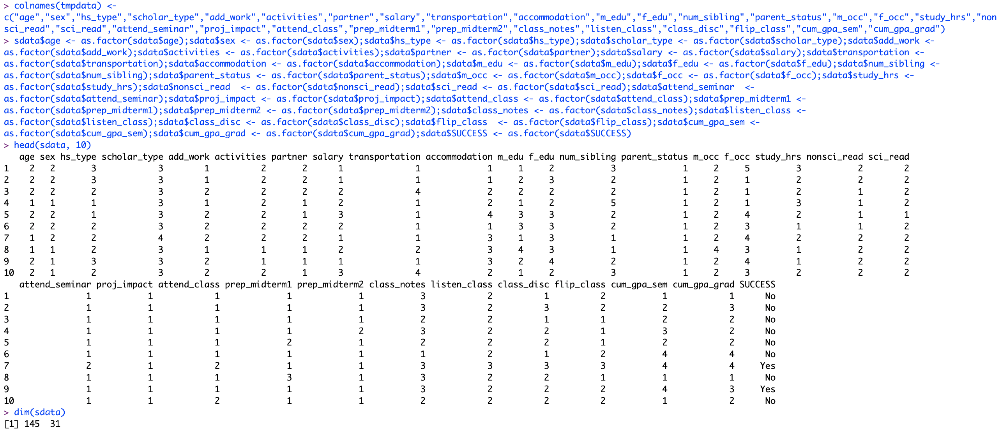 > colnames(tmpdata) <-
c("age","sex","hs_type","scholar_type","add_work","activities","partner","salary","transportation","accommodation","m_edu","f_edu","num_sibling","parent_status","m_occ","f_occ","study_hrs","non
sci_read","sci_read","attend_seminar","proj_impact","attend_class","prep_midterm1","prep_midterm2","class_notes","listen_class","class_disc","flip_class","cum_gpa_sem","cum_gpa_grad")
> sdata$age <- as.factor(sdata$age);sdata$sex <- as.factor(sdata$sex);sdata$hs_type <- as.factor(sdata$hs_type);sdata$scholar_type <- as.factor(sdata$scholar_type);sdata$add_work <-
as.factor(sdata$add_work);sdata$activities <- as.factor(sdata$activities);sdata$partner <- as.factor(sdata$partner);sdata$salary <- as.factor(sdata$salary);sdata$transportation <-
as.factor(sdata$transportation);sdata$accommodation <- as.factor(sdata$accommodation);sdata$m_edu <- as.factor(sdata$m_edu);sdata$f_edu <- as.factor(sdata$f_edu);sdata$num_sibling <-
as.factor(sdata$num_sibling);sdata$parent_status <- as.factor(sdata$parent_status);sdata$m_occ <- as.factor(sdata$m_occ);sdata$f_occ <- as.factor(sdata$f_occ);sdata$study_hrs <-
as.factor(sdata$study_hrs);sdata$nonsci_read  <- as.factor(sdata$nonsci_read);sdata$sci_read <- as.factor(sdata$sci_read);sdata$attend_seminar  <-
as.factor(sdata$attend_seminar);sdata$proj_impact <- as.factor(sdata$proj_impact);sdata$attend_class <- as.factor(sdata$attend_class);sdata$prep_midterm1 <-
as.factor(sdata$prep_midterm1);sdata$prep_midterm2 <- as.factor(sdata$prep_midterm2);sdata$class_notes <- as.factor(sdata$class_notes);sdata$listen_class <-
as.factor(sdata$listen_class);sdata$class_disc <- as.factor(sdata$class_disc);sdata$flip_class  <- as.factor(sdata$flip_class);sdata$cum_gpa_sem <-
as.factor(sdata$cum_gpa_sem);sdata$cum_gpa_grad <- as.factor(sdata$cum_gpa_grad);sdata$SUCCESS <- as.factor(sdata$SUCCESS)
> head(sdata, 10)
age sex hs_type scholar_type add_work activities partner salary transportation accommodation m_edu f_edu num_sibling parent_status m_occ f_occ study_hrs nonsci_read sci_read
1 2 2 3 3 1 2 2 1 1 1 1 2 3 1 2 5 3 2 2
2 2 2 3 3 1 2 2 1 1 1 2 3 2 1 2 1 2 2 2
3 2 2 2 3 2 2 2 2 4 2 2 2 2 1 2 1 2 1 2
4 1 1 1 3 1 2 1 2 1 2 1 2 5 1 2 1 3 1 2
5 2 2 1 3 2 2 1 3 1 4 3 3 2 1 2 4 2 1 1
6 2 2 2 3 2 2 2 2 1 1 3 3 2 1 2 3 1 1 2
7 1 2 2 4 2 2 2 1 1 3 1 3 1 1 2 4 2 2 2
8 1 1 2 3 1 1 1 2 2 3 4 3 1 1 4 3 1 2 2
9 2 1 3 3 2 1 1 1 1 3 2 4 2 1 2 4 1 2 2
10 2 1 2 3 2 2 1 3 4 2 1 2 3 1 2 3 2 2 2
attend_seminar proj_impact attend_class prep_midterm1 prep_midterm2 class_notes listen_class class_disc flip_class cum_gpa_sem cum_gpa_grad SUCCESS
1 1 1 1 1 1 3 2 1 2 1 1 No
2 1 1 1 1 1 3 2 3 2 2 3 No
3 1 1 1 1 1 2 2 1 1 2 2 No
4 1 1 1 1 2 3 2 2 1 3 2 No
5 1 1 1 2 1 2 2 2 1 2 2 No
6 1 1 1 1 1 1 2 1 2 4 4 No
7 2 1 2 1 1 3 3 3 3 4 4 Yes
8 1 1 1 3 1 3 2 2 1 1 1 No
9 1 1 1 1 1 3 2 2 2 4 3 Yes
10 1 1 2 1 1 2 2 2 2 1 2 No
> dim(sdata)
[1] 145  31